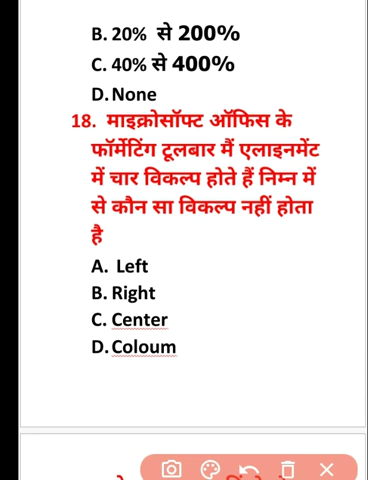 B. 20% से 200%
C. 40% से 400%
D. None
18. माइक्रोसॉफ्ट ऑफिस के
फॉर्मेटिंग टूलबार मैं एलाइनमेंट
में चार विकल्प होते हैं निम्न में
से कौन सा विकल्प नहीं होता
है
A. Left
B. Right
C. Center
D. Coloum